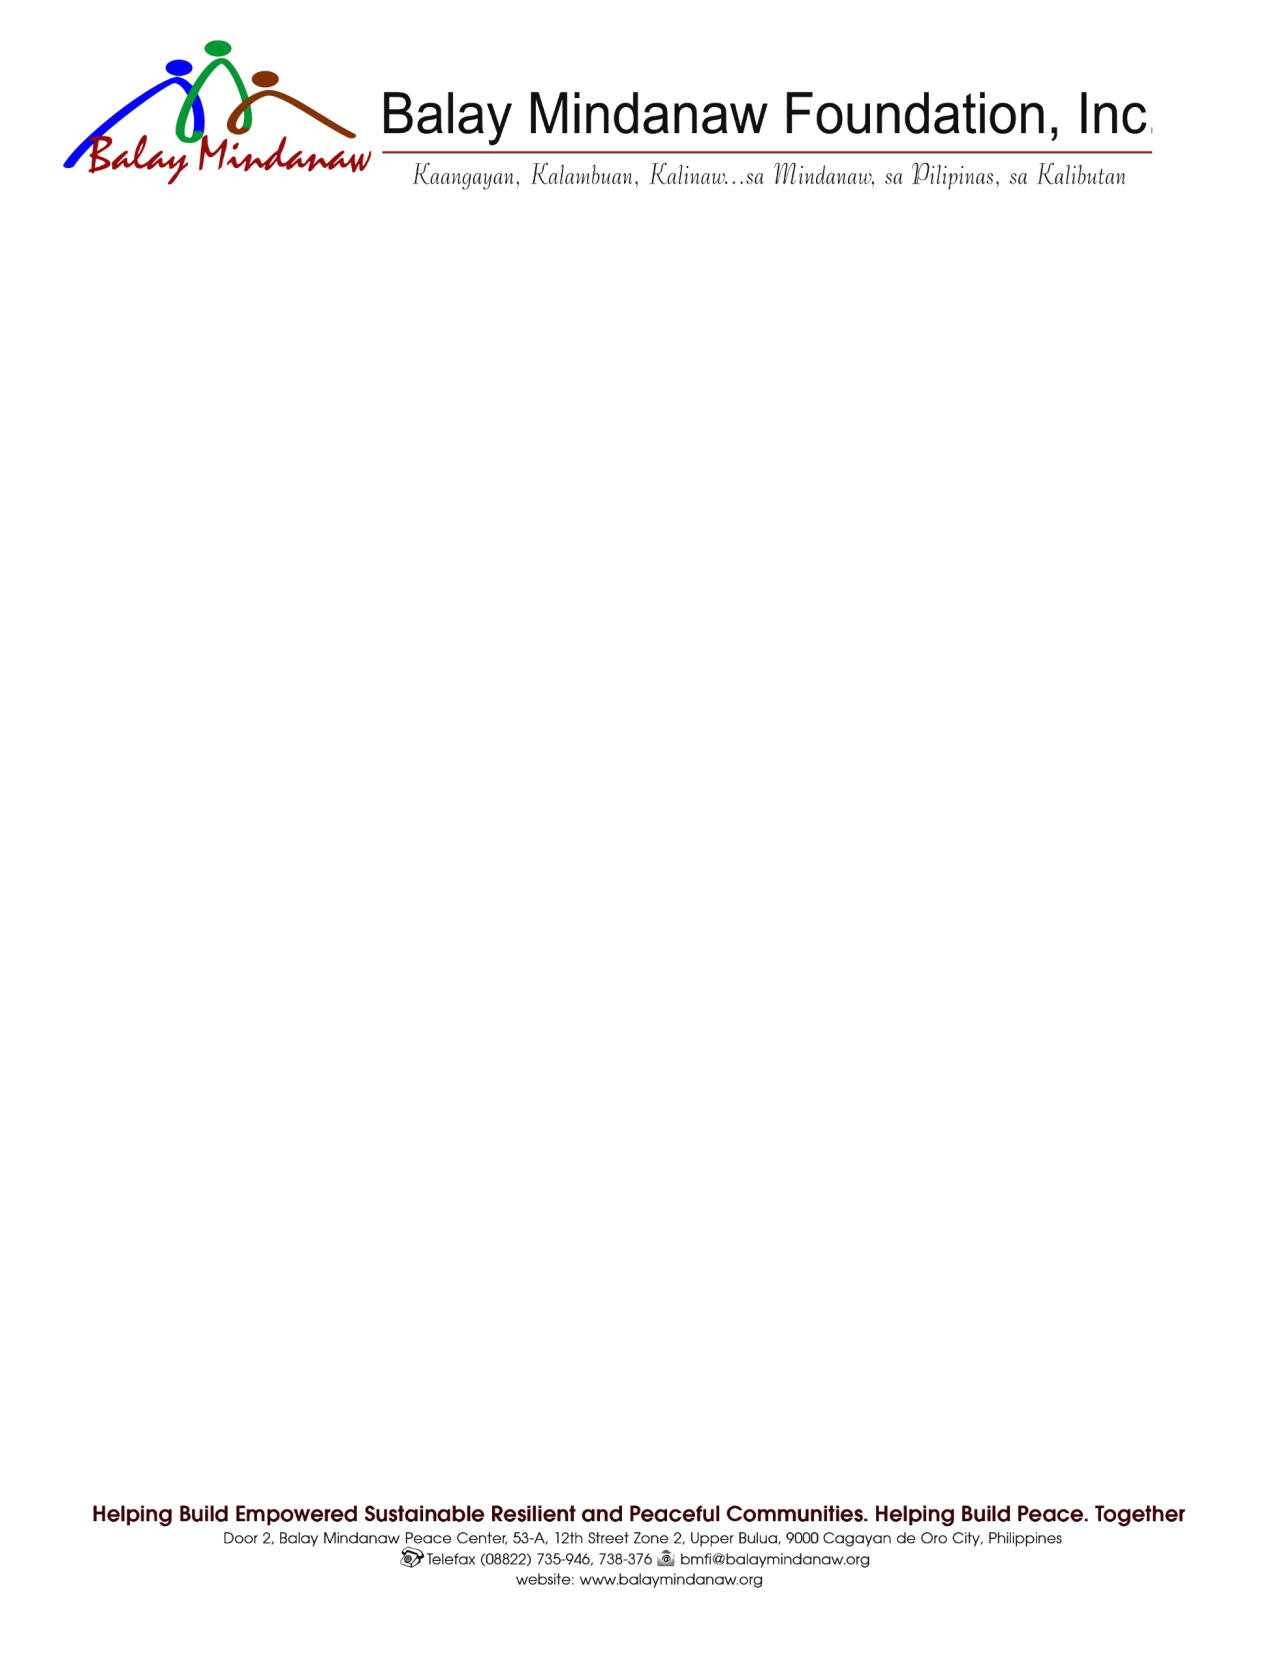 Balay Mindanaw
Balay Mindanaw Foundation, Inc.
Kaangayan, Kalambuan, Kalinaw...sa Mindanaw, sa Pilipinas, sa Kalibutan
Helping Build Empowered Sustainable Resilient and Peaceful Communities. Helping Build Peace. Together
Door 2, Balay Mindanaw Peace Center, 53-A, 12th Street Zone 2, Upper Bulua, 9000 Cagayan de Oro City, Philippines
Telefax (08822) 735-946, 738-376 bmfi@balaymindanaw.org
website: www.balaymindanaw.org